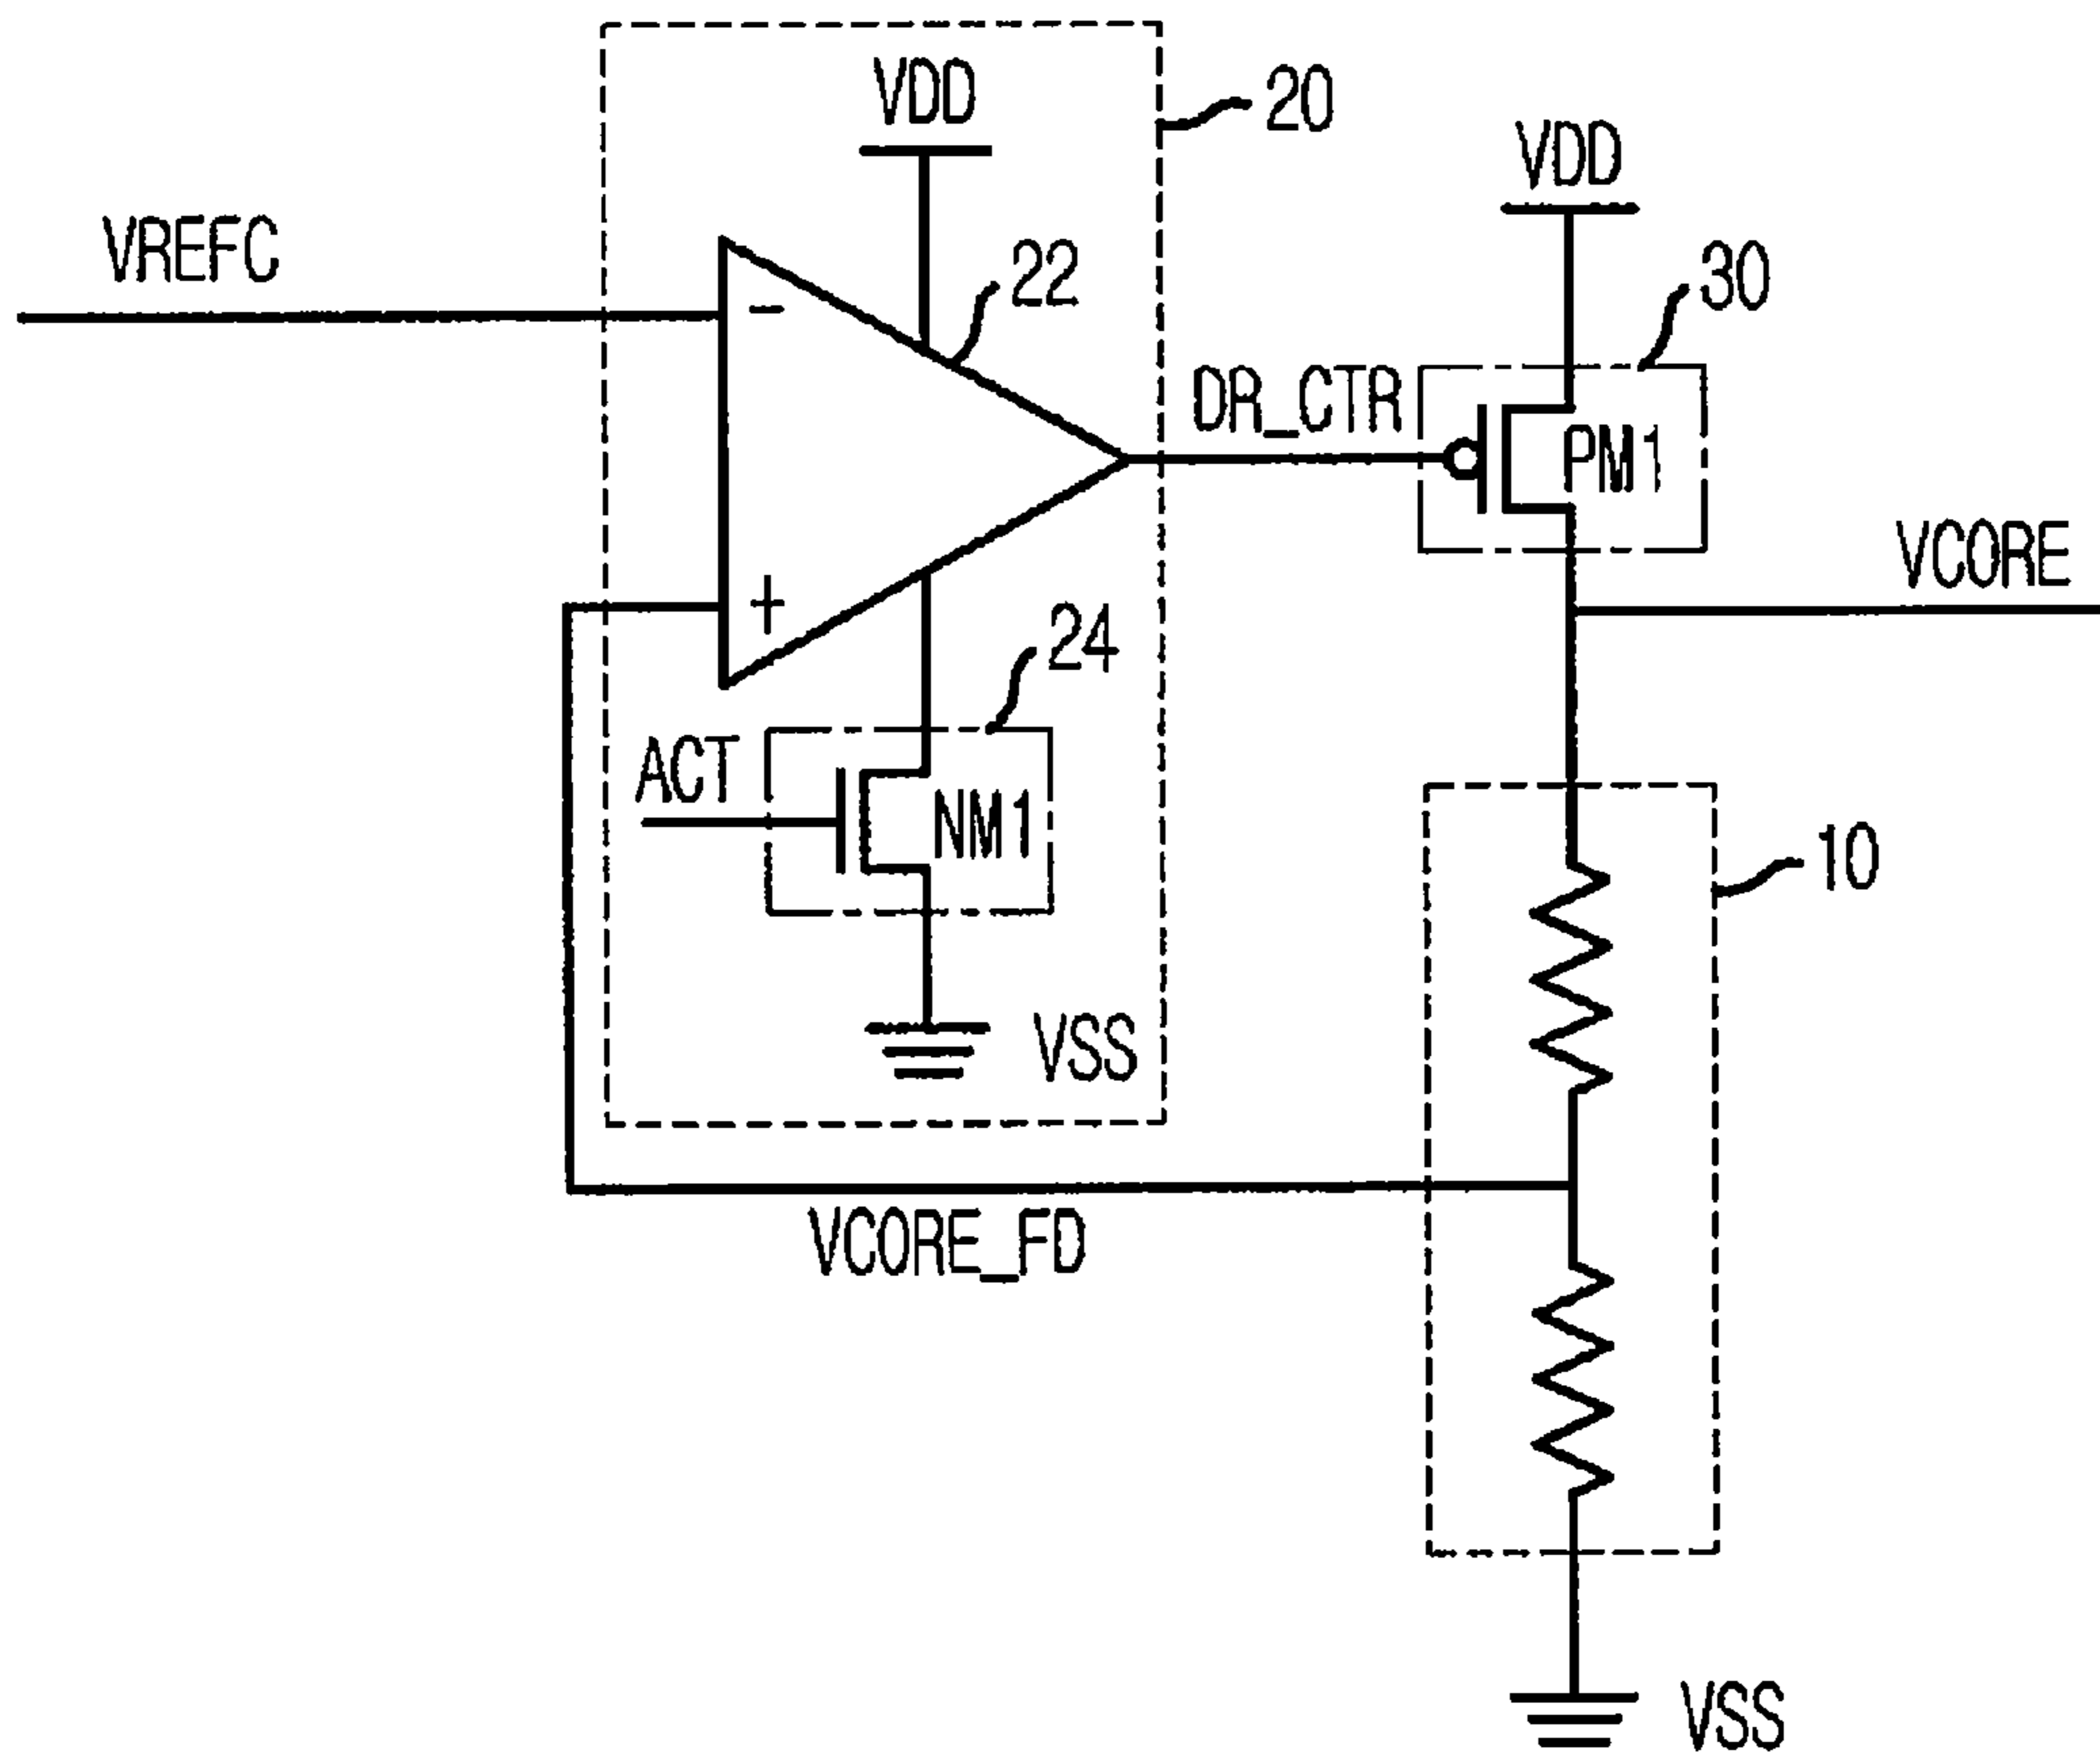 VDD
20
VDD
VREFC
22
30
DR_CTR
-
PM1
VCORE
+
24
ACT
NM1
10
VSS
VCORE_FD
VSS